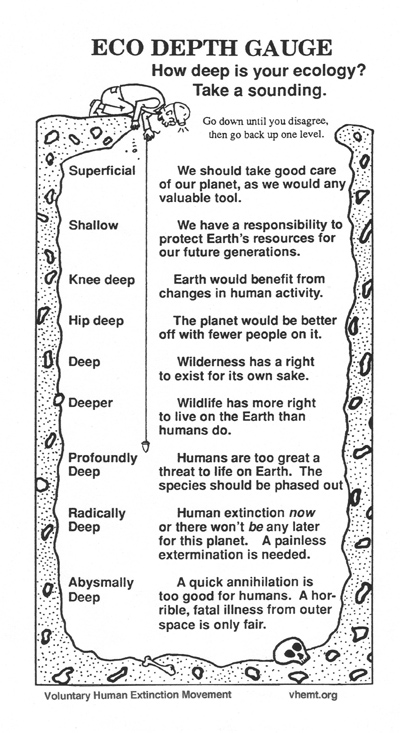 ECO DEPTH GAUGE
How deep is your ecology?
Take a sounding.
Go down until you disagree,
then go back up one level.
Superficial We should take good care
of our planet, as we would any
valuable tool.
Shallow We have a responsibility to
protect Earth's resources for
our future generations.
Knee deep Earth would benefit from
changes in human activity.
Hip deep The planet would be better
off with fewer people on it.
Deep Wilderness has a right
to exist for its own sake.
Deeper Wildlife has more right
to live on the Earth than
humans do.
Profoundly Humans are too great a
Deep threat to life on Earth. The
species should be phased out
Radically Human extinction now
Deep or there won't be any later
for this planet. A painless
extermination is needed.
Abysmally A quick annihilation is
Deep too good for humans. A hor-
rible, fatal illness from outer
space is only fair.
Voluntary Human Extinction Movement vhemt.org